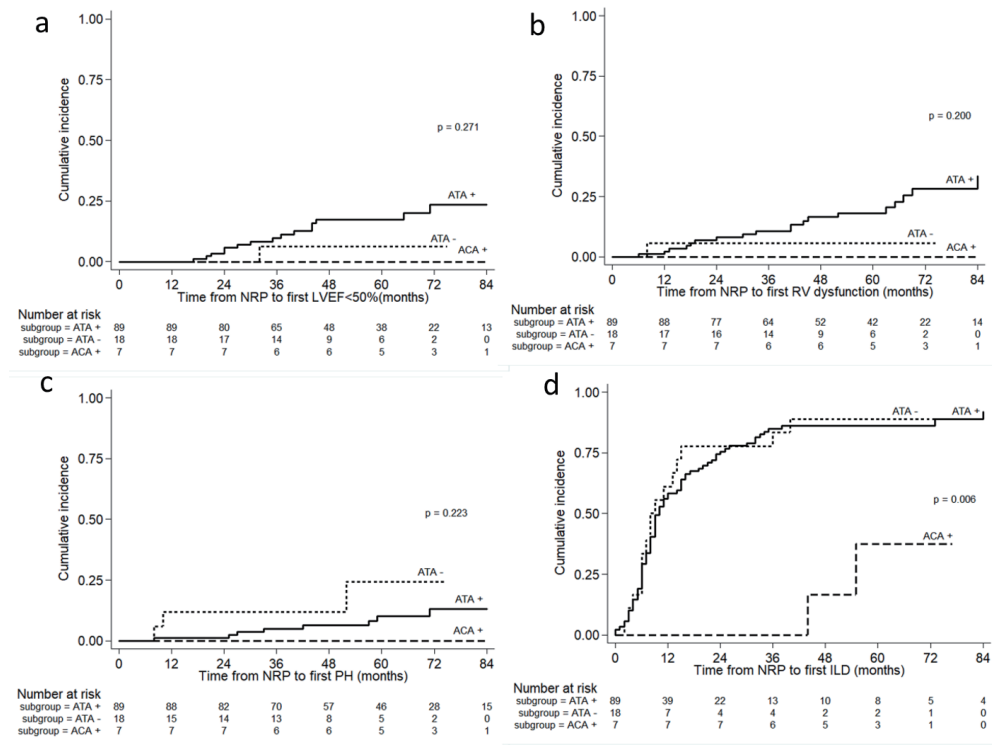 a
1.00
0.75
0.50
0.25
0.00
Cumulative incidence
p = 0.271
ATA +
ATA -
ACA +
0 12 24 36 48 60 72 84
Time from NRP to first LVEF<50%(months)
Number at risk
subgroup = ATA + 89 89 80 65 48 38 22 13
subgroup = ATA - 18 18 17 14 9 6 2 0
subgroup = ACA + 7 7 7 6 6 5 3 1
b
1.00
0.75
0.50
0.25
0.00
Cumulative incidence
p = 0.200
ATA +
ATA -
ACA +
0 12 24 36 48 60 72 84
Time from NRP to first RV dysfunction (months)
Number at risk
subgroup = ATA + 89 88 77 64 52 42 22 14
subgroup = ATA - 18 17 16 14 9 6 2 0
subgroup = ACA + 7 7 7 6 6 5 3 1
c
1.00
0.75
0.50
0.25
0.00
Cumulative incidence
p = 0.223
ATA -
ATA +
ACA +
0 12 24 36 48 60 72 84
Time from NRP to first PH (months)
Number at risk
subgroup = ATA + 89 88 82 70 57 46 28 15
subgroup = ATA - 18 15 14 13 8 5 2 0
subgroup = ACA + 7 7 7 6 6 5 3 1
d
1.00
0.75
0.50
0.25
0.00
Cumulative incidence
ATA - ATA +
p = 0.006
ACA +
0 12 24 36 48 60 72 84
Time from NRP to first ILD (months)
Number at risk
subgroup = ATA + 89 39 22 13 10 8 5 4
subgroup = ATA - 18 7 4 4 2 2 1 0
subgroup = ACA + 7 7 7 6 5 3 1 0